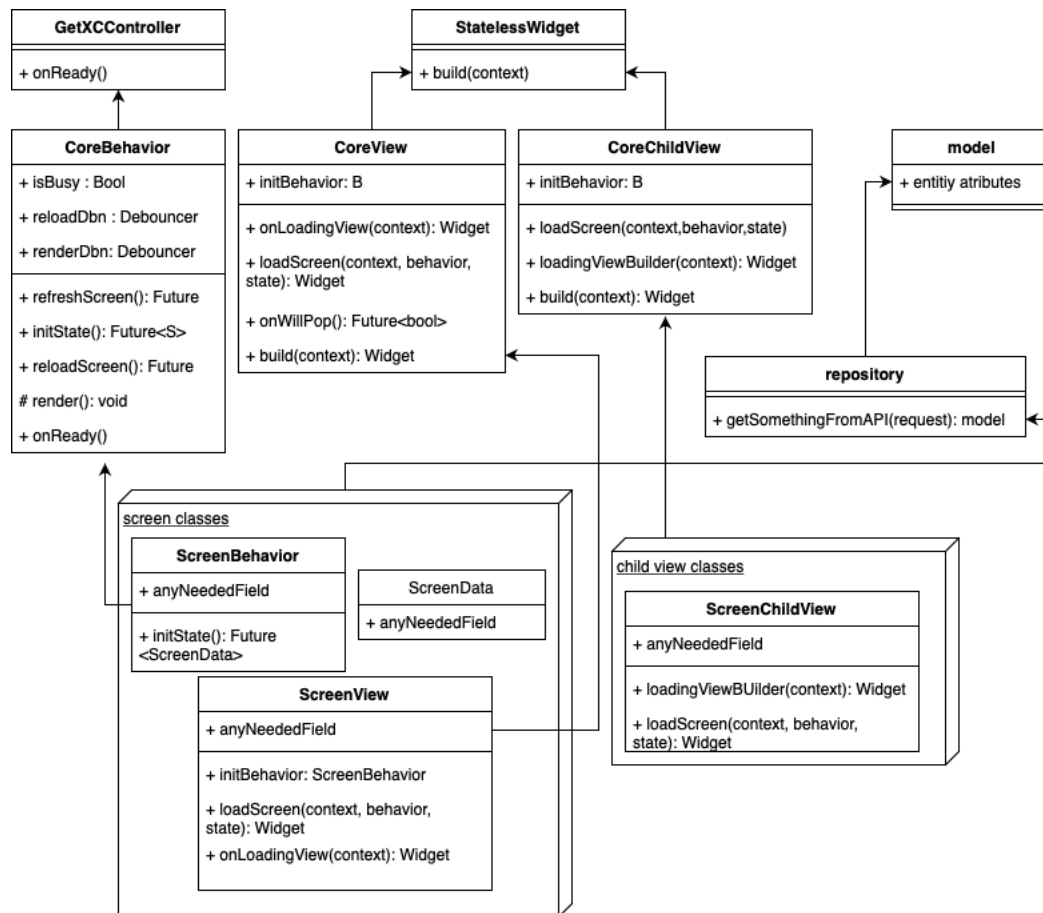 GetXCController
+ onReady()
StatelessWidget
+ build(context)
CoreBehavior
+ isBusy : Bool
+ reloadDbn : Debouncer
+ renderDbn: Debouncer
+ refreshScreen(): Future
+ initState(): Future<S>
+ reloadScreen(): Future
# render(): void
+ onReady()
CoreView
+ initBehavior: B
+ onLoadingView(context): Widget
+ loadScreen(context, behavior,
state): Widget
+ onWillPop(): Future<bool>
+ build(context): Widget
CoreChildView
+ initBehavior: B
+ loadScreen(context,behavior,state)
+ loadingViewBuilder(context): Widget
+ build(context): Widget
model
+ entitiy atributes
repository
+ getSomethingFromAPI(request): model
screen classes
ScreenBehavior
+ anyNeededField
+ initState(): Future
<ScreenData>
ScreenData
+ anyNeededField
ScreenView
+ anyNeededField
+ initBehavior: ScreenBehavior
+ loadScreen(context, behavior,
state): Widget
+ onLoadingView(context): Widget
child view classes
ScreenChildView
+ anyNeededField
+ loadingViewBUilder(context): Widget
+ loadScreen(context, behavior,
state): Widget